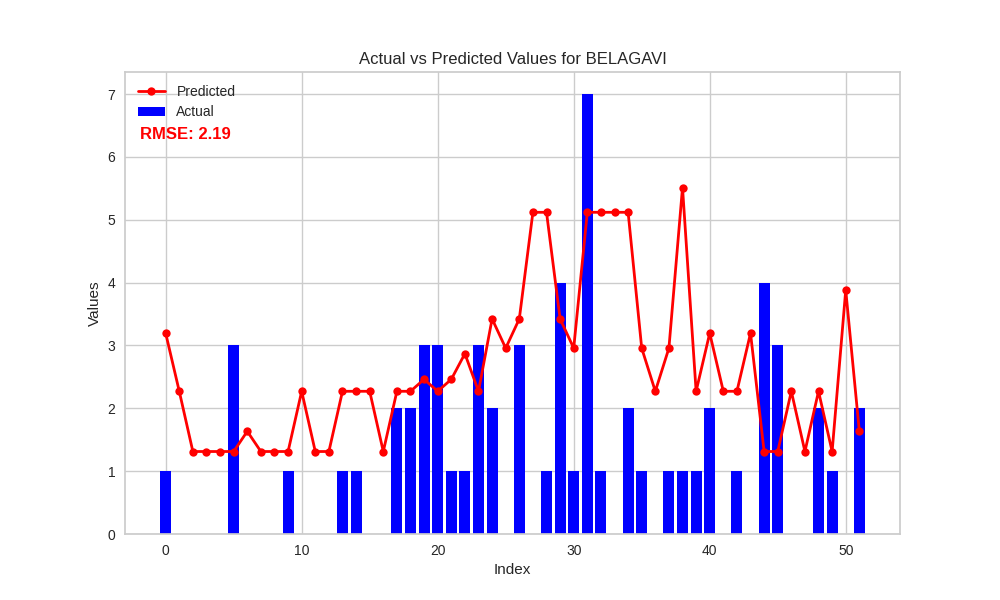 Actual vs Predicted Values for BELAGAVI
Predicted
Actual
RMSE: 2.19
7
6
5
4
3
2
1
0
Values
0 10 20 30 40 50
Index